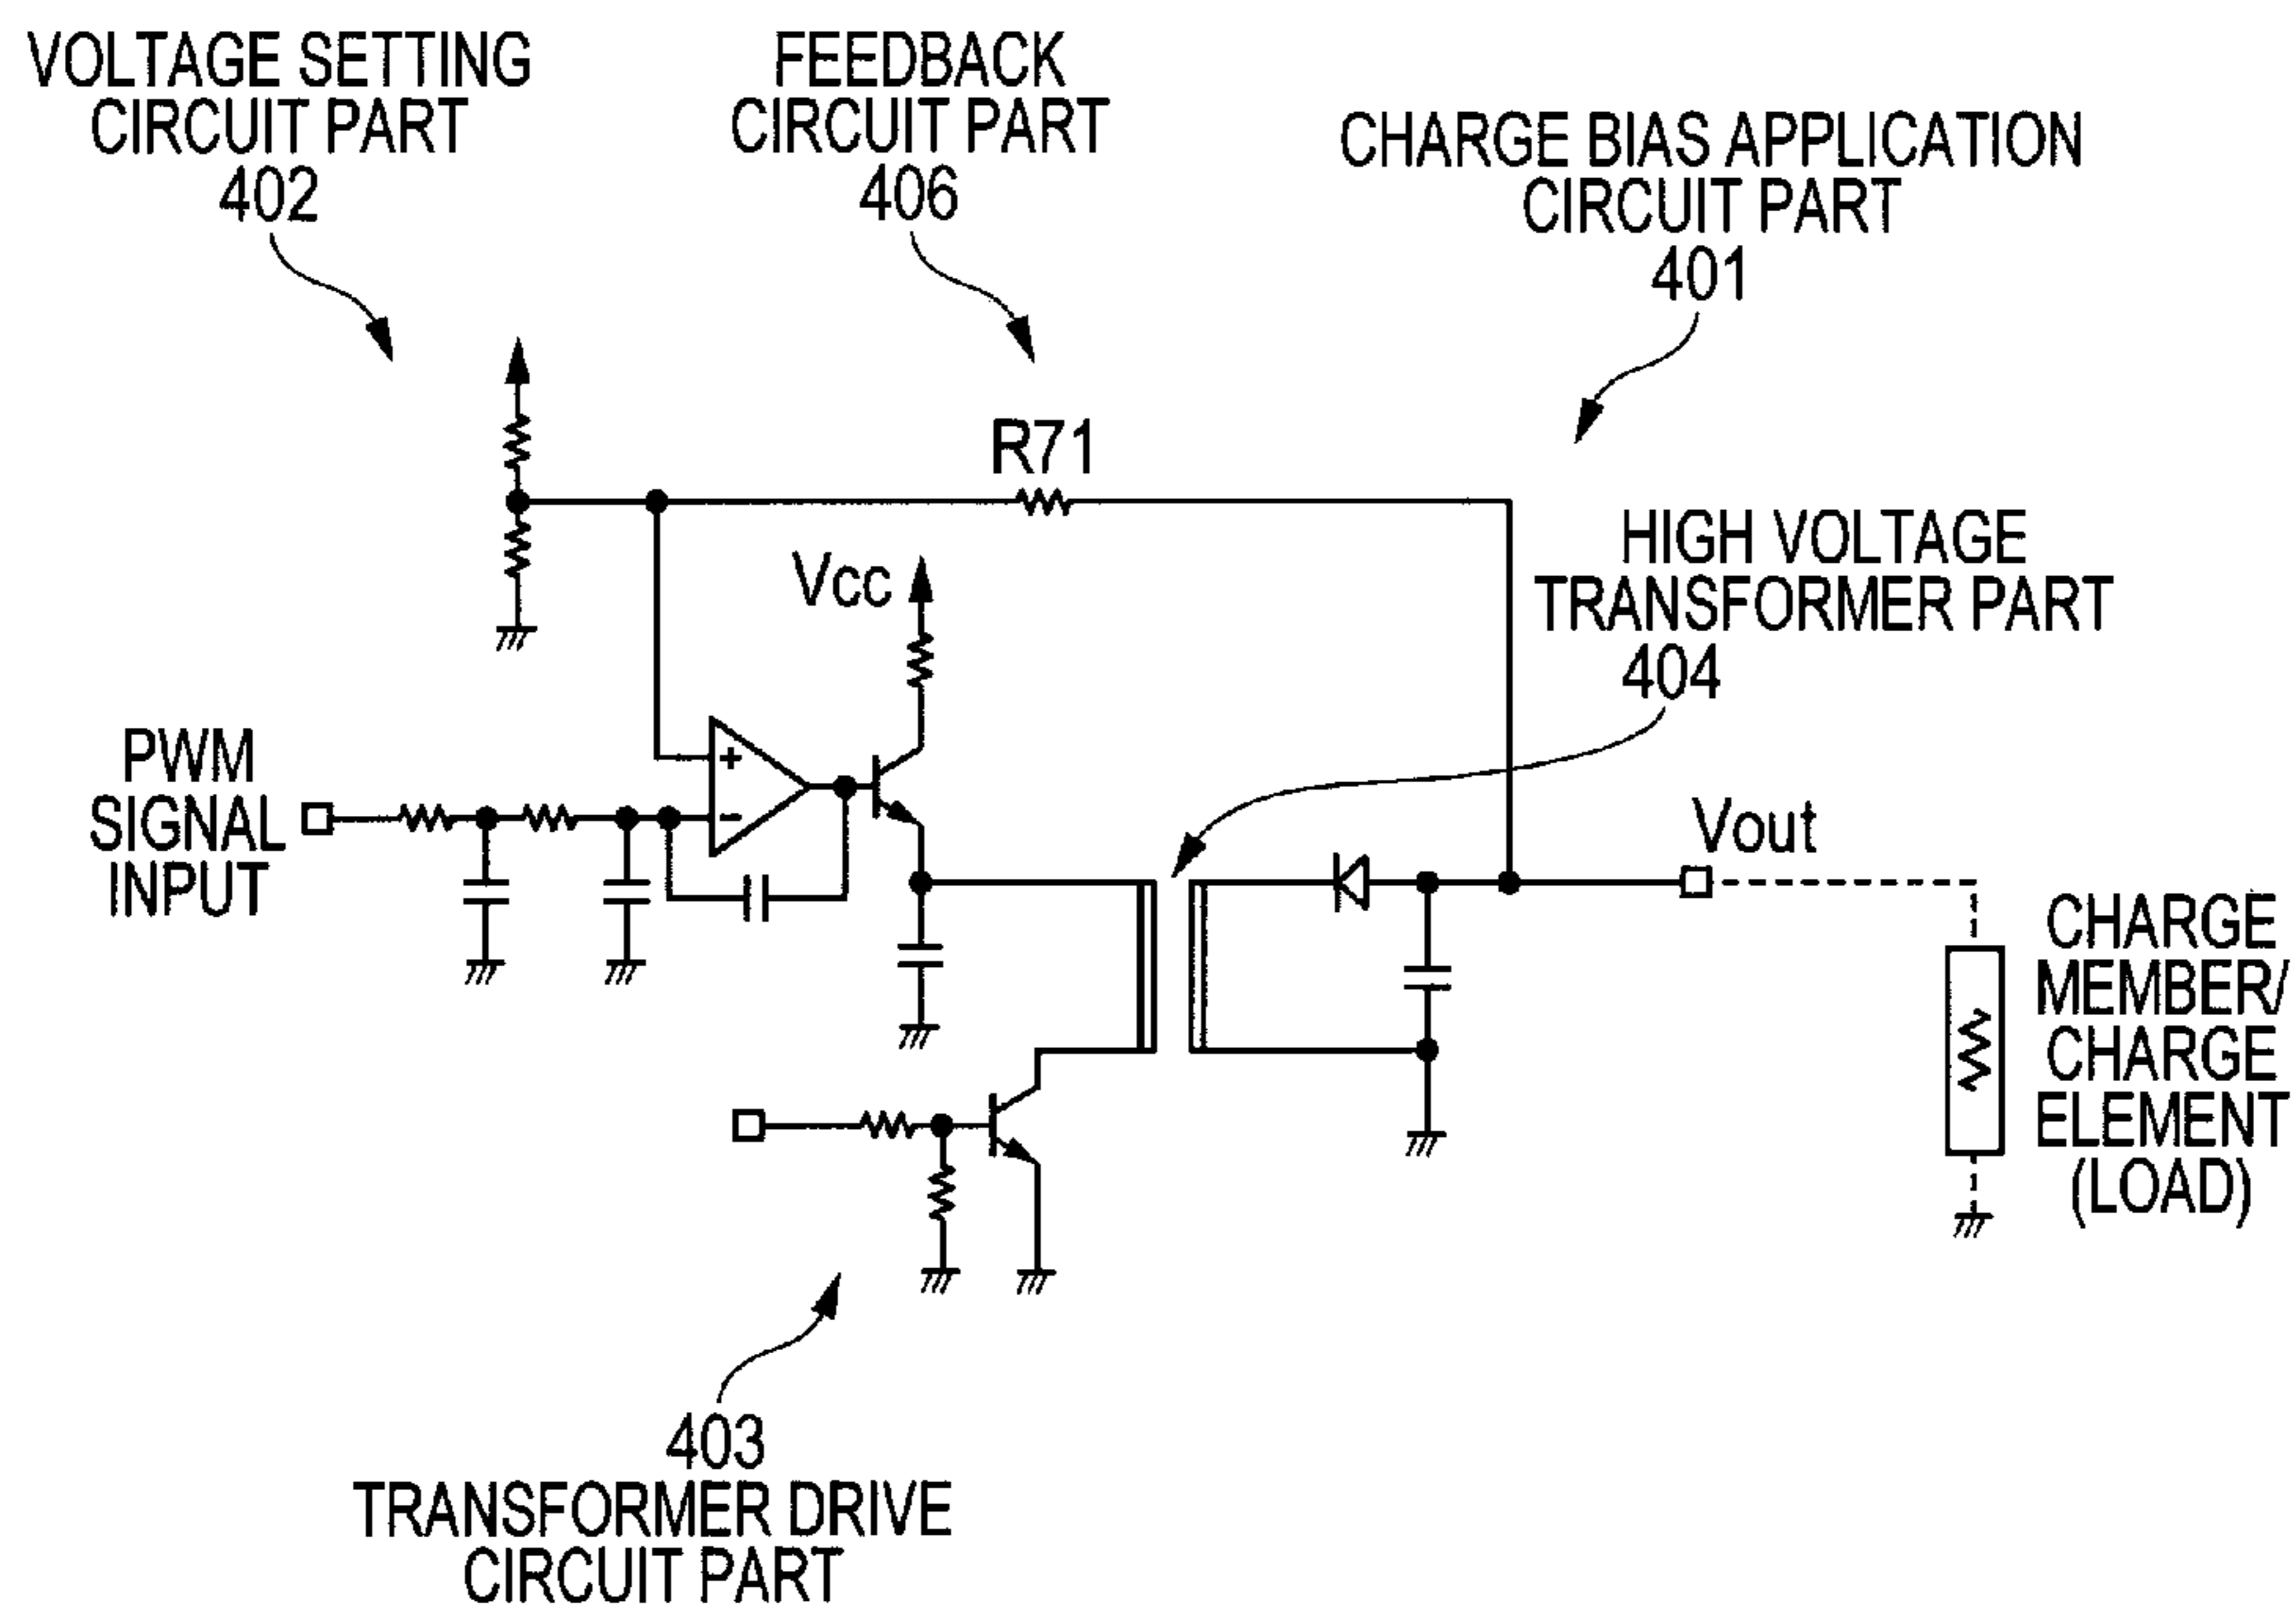 VOLTAGE SETTING
CIRCUIT PART
402
FEEDBACK
CIRCUIT PART
406
CHARGE BIAS APPLICATION
CIRCUIT PART
401
R71
HIGH VOLTAGE
TRANSFORMER PART
404
Vcc
PWM
SIGNAL
INPUT
+
-
Vout
CHARGE
MEMBER/
CHARGE
ELEMENT
(LOAD)
403
TRANSFORMER DRIVE
CIRCUIT PART